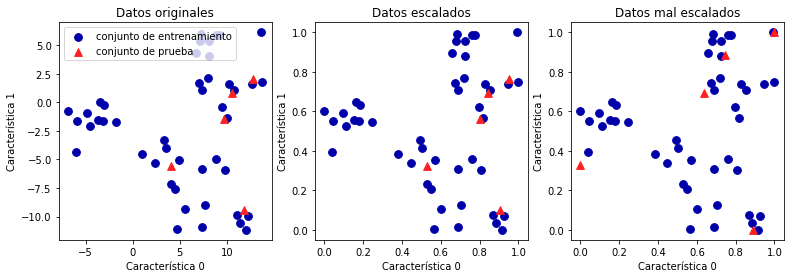 Datos originales
conjunto de entrenamiento
conjunto de prueba
Característica 1
5.0
2.5
0.0
−2.5
−5.0
−7.5
−10.0
−5 0 5 10
Característica 0
Datos escalados
Característica 1
1.0
0.8
0.6
0.4
0.2
0.0
0.0 0.2 0.4 0.6 0.8 1.0
Característica 0
Datos mal escalados
Característica 1
1.0
0.8
0.6
0.4
0.2
0.0
0.0 0.2 0.4 0.6 0.8 1.0
Característica 0